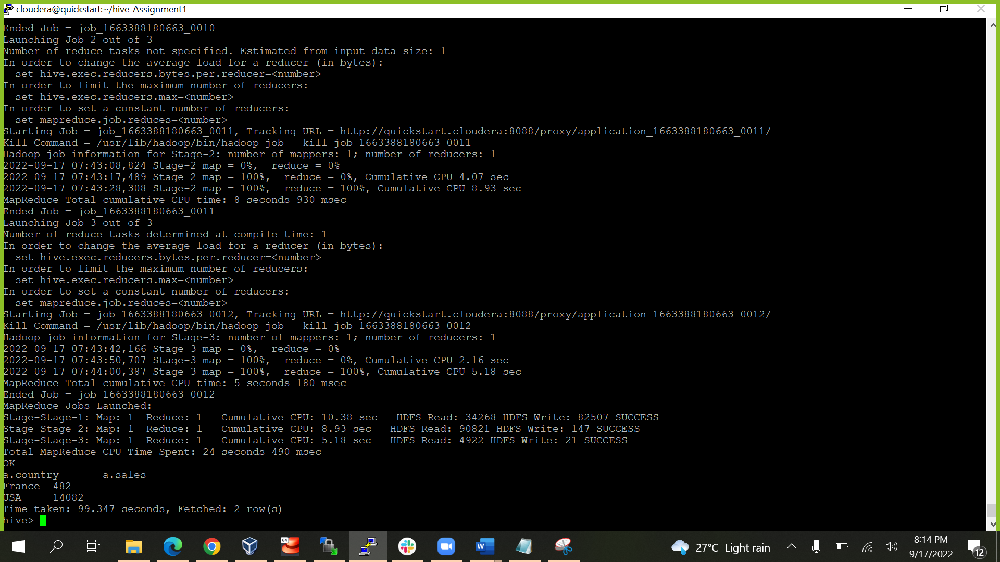 cloudera@quickstart:~/hive_Assignment1
Ended Job = job_1663388180663_0010
Launching Job 2 out of 3
Number of reduce tasks not specified. Estimated from input data size: 1
In order to change the average load for a reducer (in bytes):
  set hive.exec.reducers.bytes.per.reducer=<number>
In order to limit the maximum number of reducers:
  set hive.exec.reducers.max=<number>
In order to set a constant number of reducers:
  set mapreduce.job.reduces=<number>
Starting Job = job_1663388180663_0011, Tracking URL = http://quickstart.cloudera:8088/proxy/application_1663388180663_0011/
Kill Command = /usr/lib/hadoop/bin/hadoop job  -kill job_1663388180663_0011
Hadoop job information for Stage-2: number of mappers: 1; number of reducers: 1
2022-09-17 07:43:08,824 Stage-2 map = 0%,  reduce = 0%
2022-09-17 07:43:17,489 Stage-2 map = 100%,  reduce = 0%, Cumulative CPU 4.07 sec
2022-09-17 07:43:28,308 Stage-2 map = 100%,  reduce = 100%, Cumulative CPU 8.93 sec
MapReduce Total cumulative CPU time: 8 seconds 930 msec
Ended Job = job_1663388180663_0011
Launching Job 3 out of 3
Number of reduce tasks determined at compile time: 1
In order to change the average load for a reducer (in bytes):
  set hive.exec.reducers.bytes.per.reducer=<number>
In order to limit the maximum number of reducers:
  set hive.exec.reducers.max=<number>
In order to set a constant number of reducers:
  set mapreduce.job.reduces=<number>
Starting Job = job_1663388180663_0012, Tracking URL = http://quickstart.cloudera:8088/proxy/application_1663388180663_0012/
Kill Command = /usr/lib/hadoop/bin/hadoop job  -kill job_1663388180663_0012
Hadoop job information for Stage-3: number of mappers: 1; number of reducers: 1
2022-09-17 07:43:42,166 Stage-3 map = 0%,  reduce = 0%
2022-09-17 07:43:50,707 Stage-3 map = 100%,  reduce = 0%, Cumulative CPU 2.16 sec
2022-09-17 07:44:00,387 Stage-3 map = 100%,  reduce = 100%, Cumulative CPU 5.18 sec
MapReduce Total cumulative CPU time: 5 seconds 180 msec
Ended Job = job_1663388180663_0012
MapReduce Jobs Launched:
Stage-Stage-1: Map: 1  Reduce: 1   Cumulative CPU: 10.38 sec   HDFS Read: 34268 HDFS Write: 82507 SUCCESS
Stage-Stage-2: Map: 1  Reduce: 1   Cumulative CPU: 8.93 sec   HDFS Read: 90821 HDFS Write: 147 SUCCESS
Stage-Stage-3: Map: 1  Reduce: 1   Cumulative CPU: 5.18 sec   HDFS Read: 4922 HDFS Write: 21 SUCCESS
Total MapReduce CPU Time Spent: 24 seconds 490 msec
OK
a.country       a.sales
France  482
USA     14082
Time taken: 99.347 seconds, Fetched: 2 row(s)
hive>
64
W
27°C Light rain
8:14 PM
9/17/2022
12